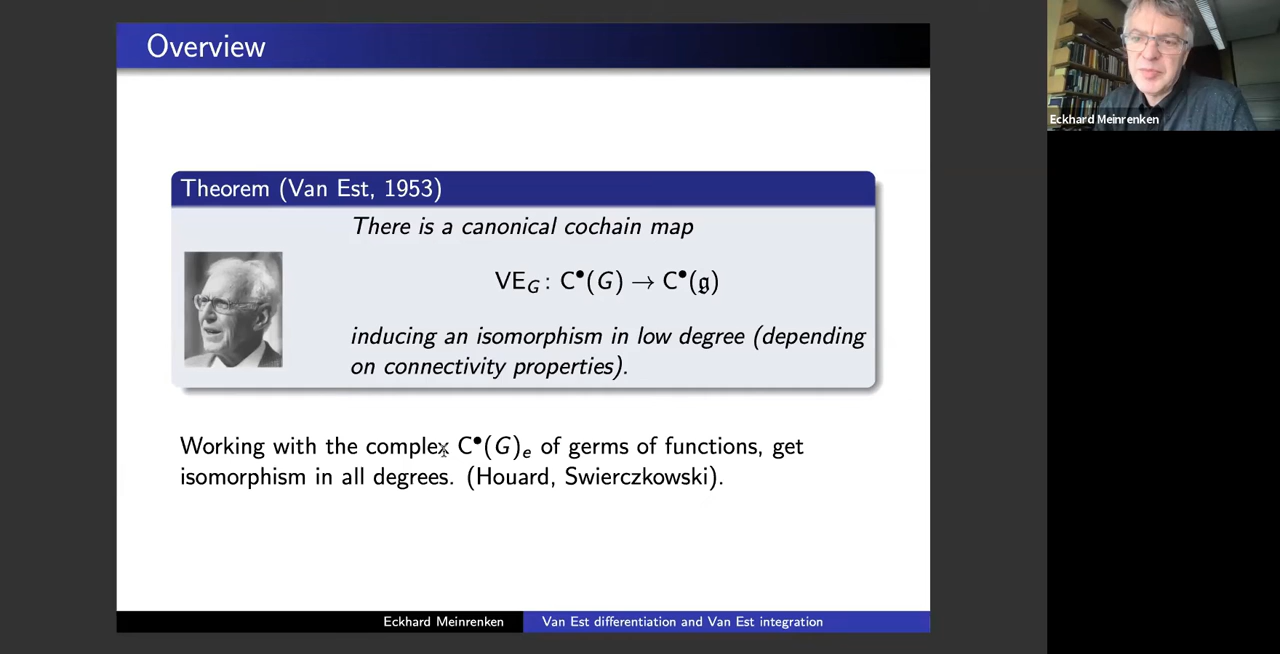 Overview
Theorem (Van Est, 1953)
There is a canonical cochain map
VE_G : C^•(G) → C^•(𝔤)
inducing an isomorphism in low degree (depending
on connectivity properties).
Working with the complex C^•(G)_e of germs of functions, get
isomorphism in all degrees. (Houard, Swierczkowski).
Eckhard Meinrenken
Van Est differentiation and Van Est integration
Eckhard Meinrenken